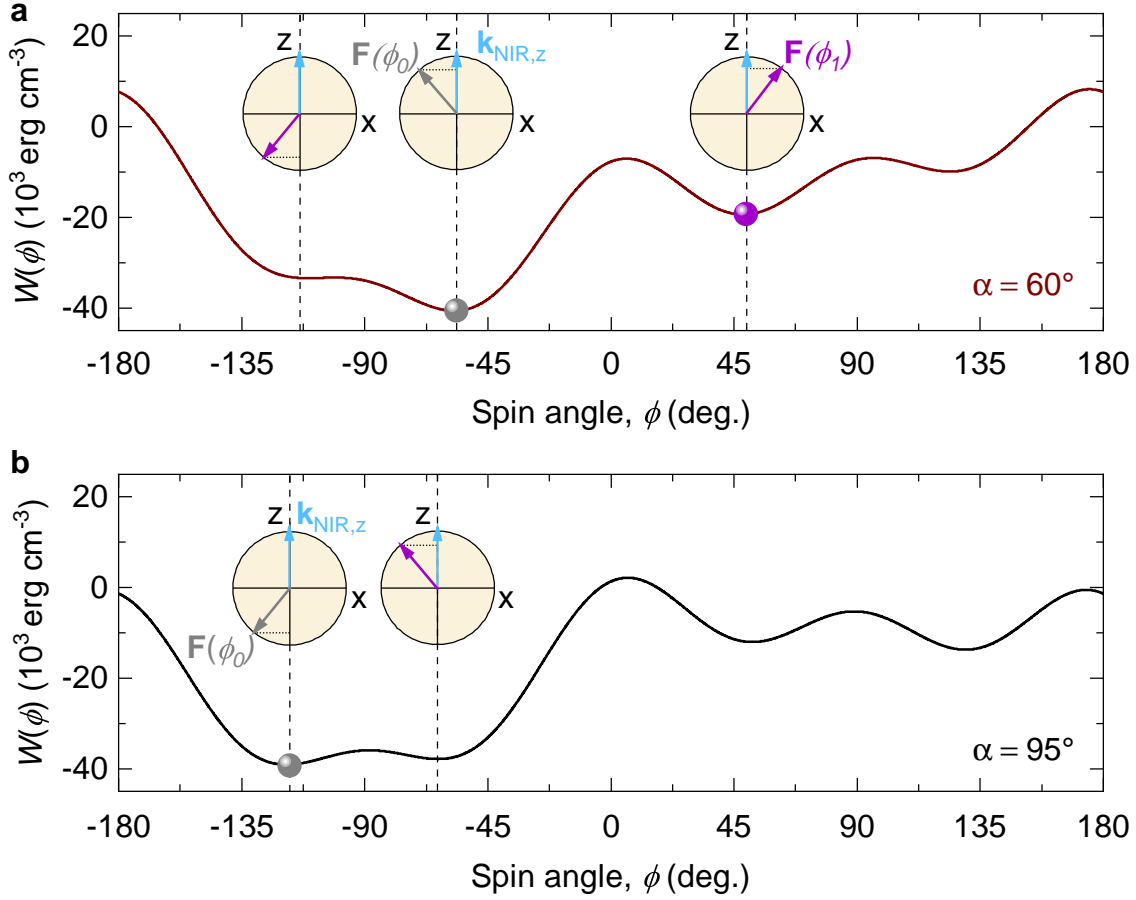 a
20
0
-20
-40
W(ϕ) (10³ erg cm⁻³)
z
x
F(ϕ₀)
z
k_NIR,z
x
z
F(ϕ₁)
x
α = 60°
-180 -135 -90 -45 0 45 90 135 180
Spin angle, ϕ (deg.)
b
20
0
-20
-40
W(ϕ) (10³ erg cm⁻³)
z
k_NIR,z
x
F(ϕ₀)
z
x
α = 95°
-180 -135 -90 -45 0 45 90 135 180
Spin angle, ϕ (deg.)